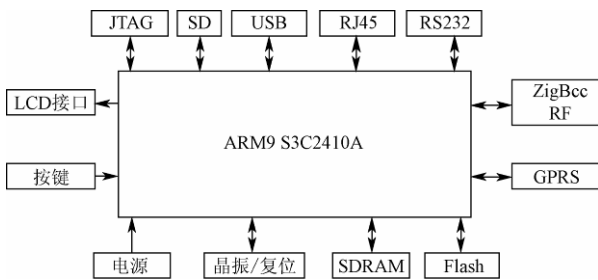 JTAG
SD
USB
RJ45
RS232
LCD接口
ARM9 S3C2410A
ZigBcc
RF
按键
GPRS
电源
晶振/复位
SDRAM
Flash